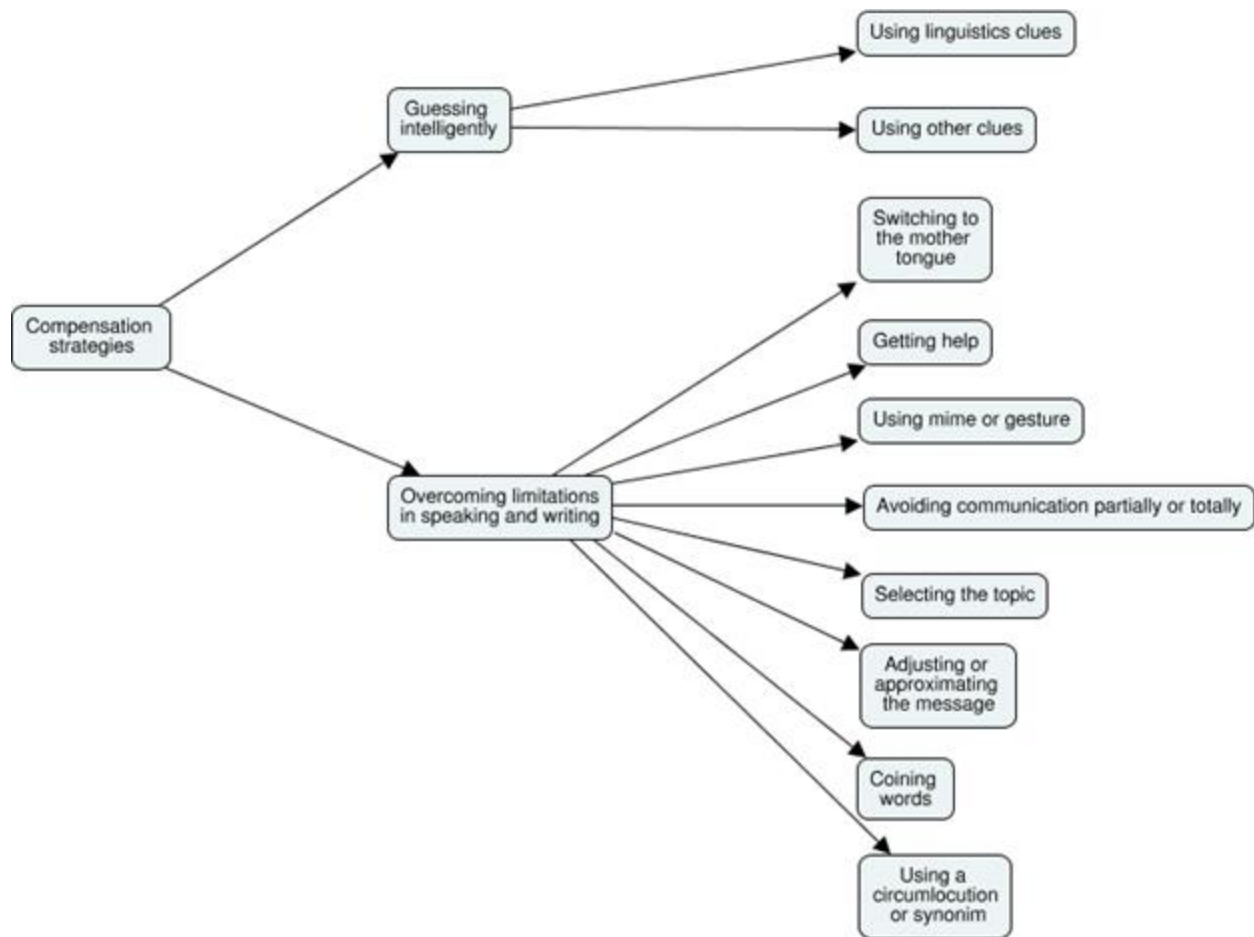 Using linguistics clues
Guessing
intelligently
Using other clues
Switching to
the mother
tongue
Compensation
strategies
Getting help
Using mime or gesture
Overcoming limitations
in speaking and writing
Avoiding communication partially or totally
Selecting the topic
Adjusting or
approximating
the message
Coining
words
Using a
circumlocution
or synonim